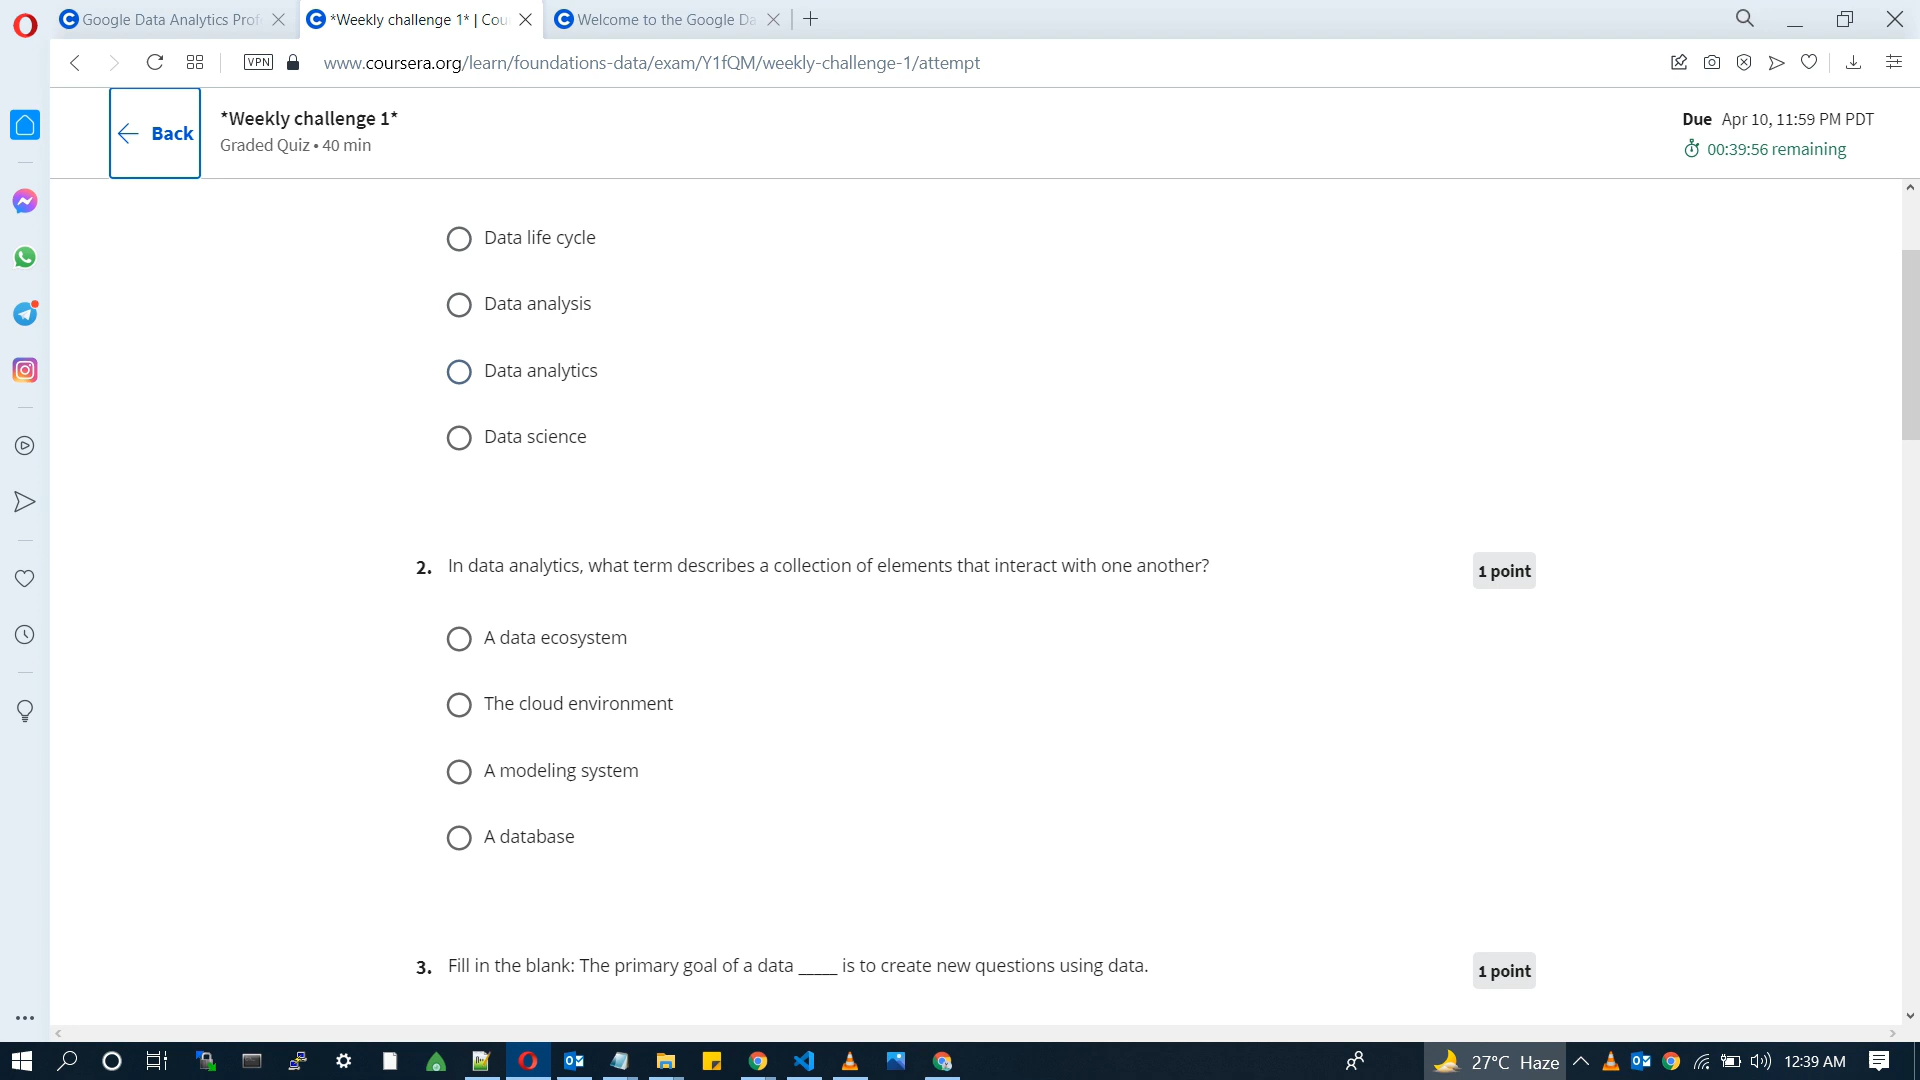 Google Data Analytics Prof
*Weekly challenge 1* | Cou
Welcome to the Google Da
VPN
www.coursera.org/learn/foundations-data/exam/Y1fQM/weekly-challenge-1/attempt
Back
*Weekly challenge 1*
Graded Quiz • 40 min
Due Apr 10, 11:59 PM PDT
00:39:56 remaining
Data life cycle
Data analysis
Data analytics
Data science
2. In data analytics, what term describes a collection of elements that interact with one another?
1 point
A data ecosystem
The cloud environment
A modeling system
A database
3. Fill in the blank: The primary goal of a data _____ is to create new questions using data.
1 point
27°C Haze
12:39 AM